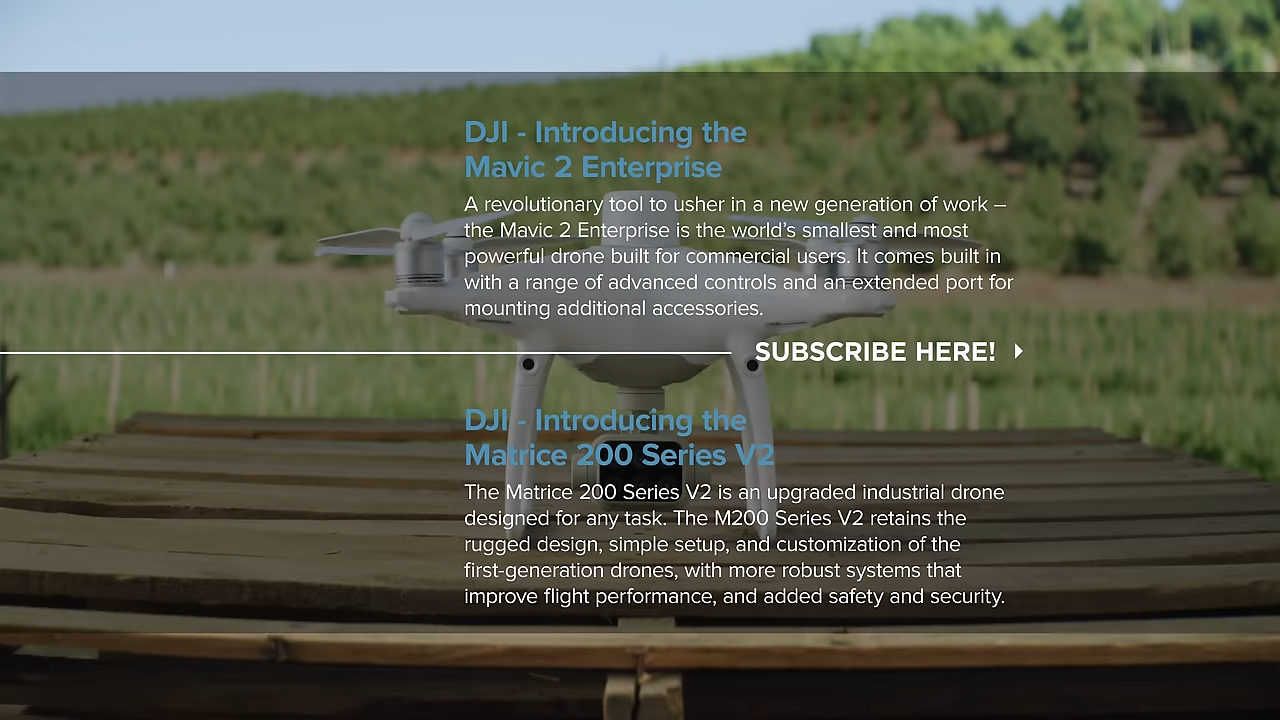 DJI - Introducing the
Mavic 2 Enterprise
A revolutionary tool to usher in a new generation of work –
the Mavic 2 Enterprise is the world’s smallest and most
powerful drone built for commercial users. It comes built in
with a range of advanced controls and an extended port for
mounting additional accessories.
SUBSCRIBE HERE!
DJI - Introducing the
Matrice 200 Series V2
The Matrice 200 Series V2 is an upgraded industrial drone
designed for any task. The M200 Series V2 retains the
rugged design, simple setup, and customization of the
first-generation drones, with more robust systems that
improve flight performance, and added safety and security.